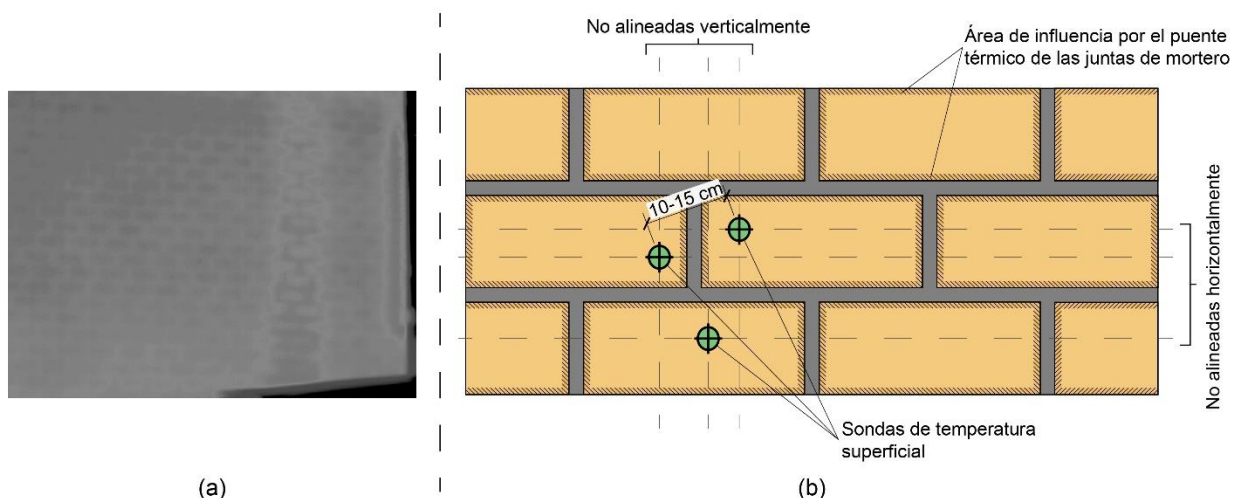 No alineadas verticalmente
Área de influencia por el puente
térmico de las juntas de mortero
10-15 cm
No alineadas horizontalmente
Sondas de temperatura
superficial
(a)
(b)